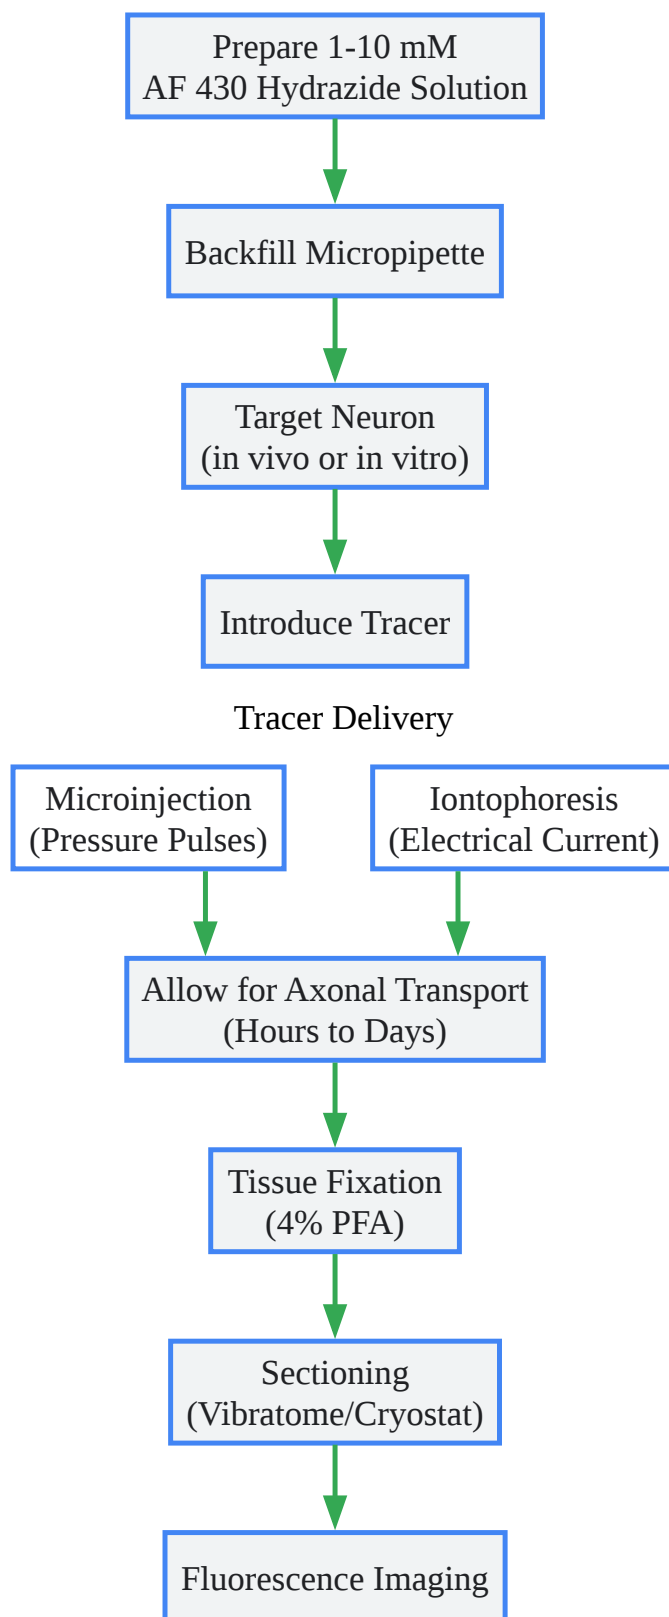 Prepare 1-10 mM
AF 430 Hydrazide Solution
Backfill Micropipette
Target Neuron
(in vivo or in vitro)
Introduce Tracer
Tracer Delivery
Microinjection
(Pressure Pulses)
Iontophoresis
(Electrical Current)
Allow for Axonal Transport
(Hours to Days)
Tissue Fixation
(4% PFA)
Sectioning
(Vibratome/Cryostat)
Fluorescence Imaging